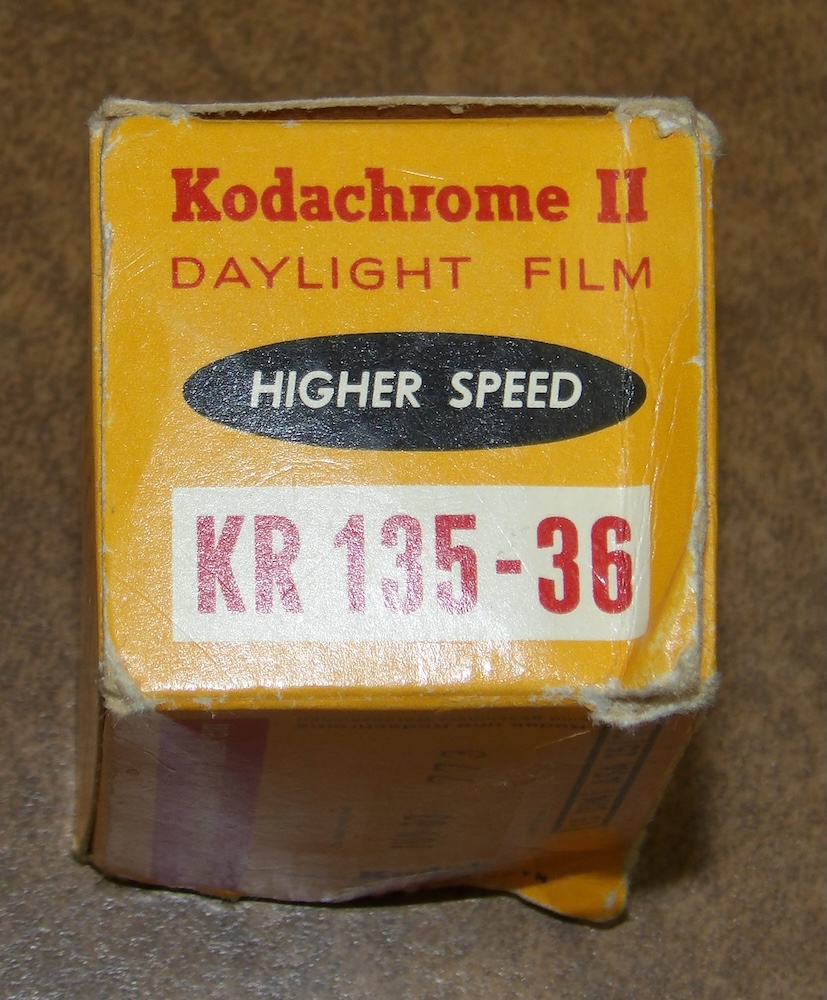 Kodachrome II
DAYLIGHT FILM
HIGHER SPEED
KR 135-36